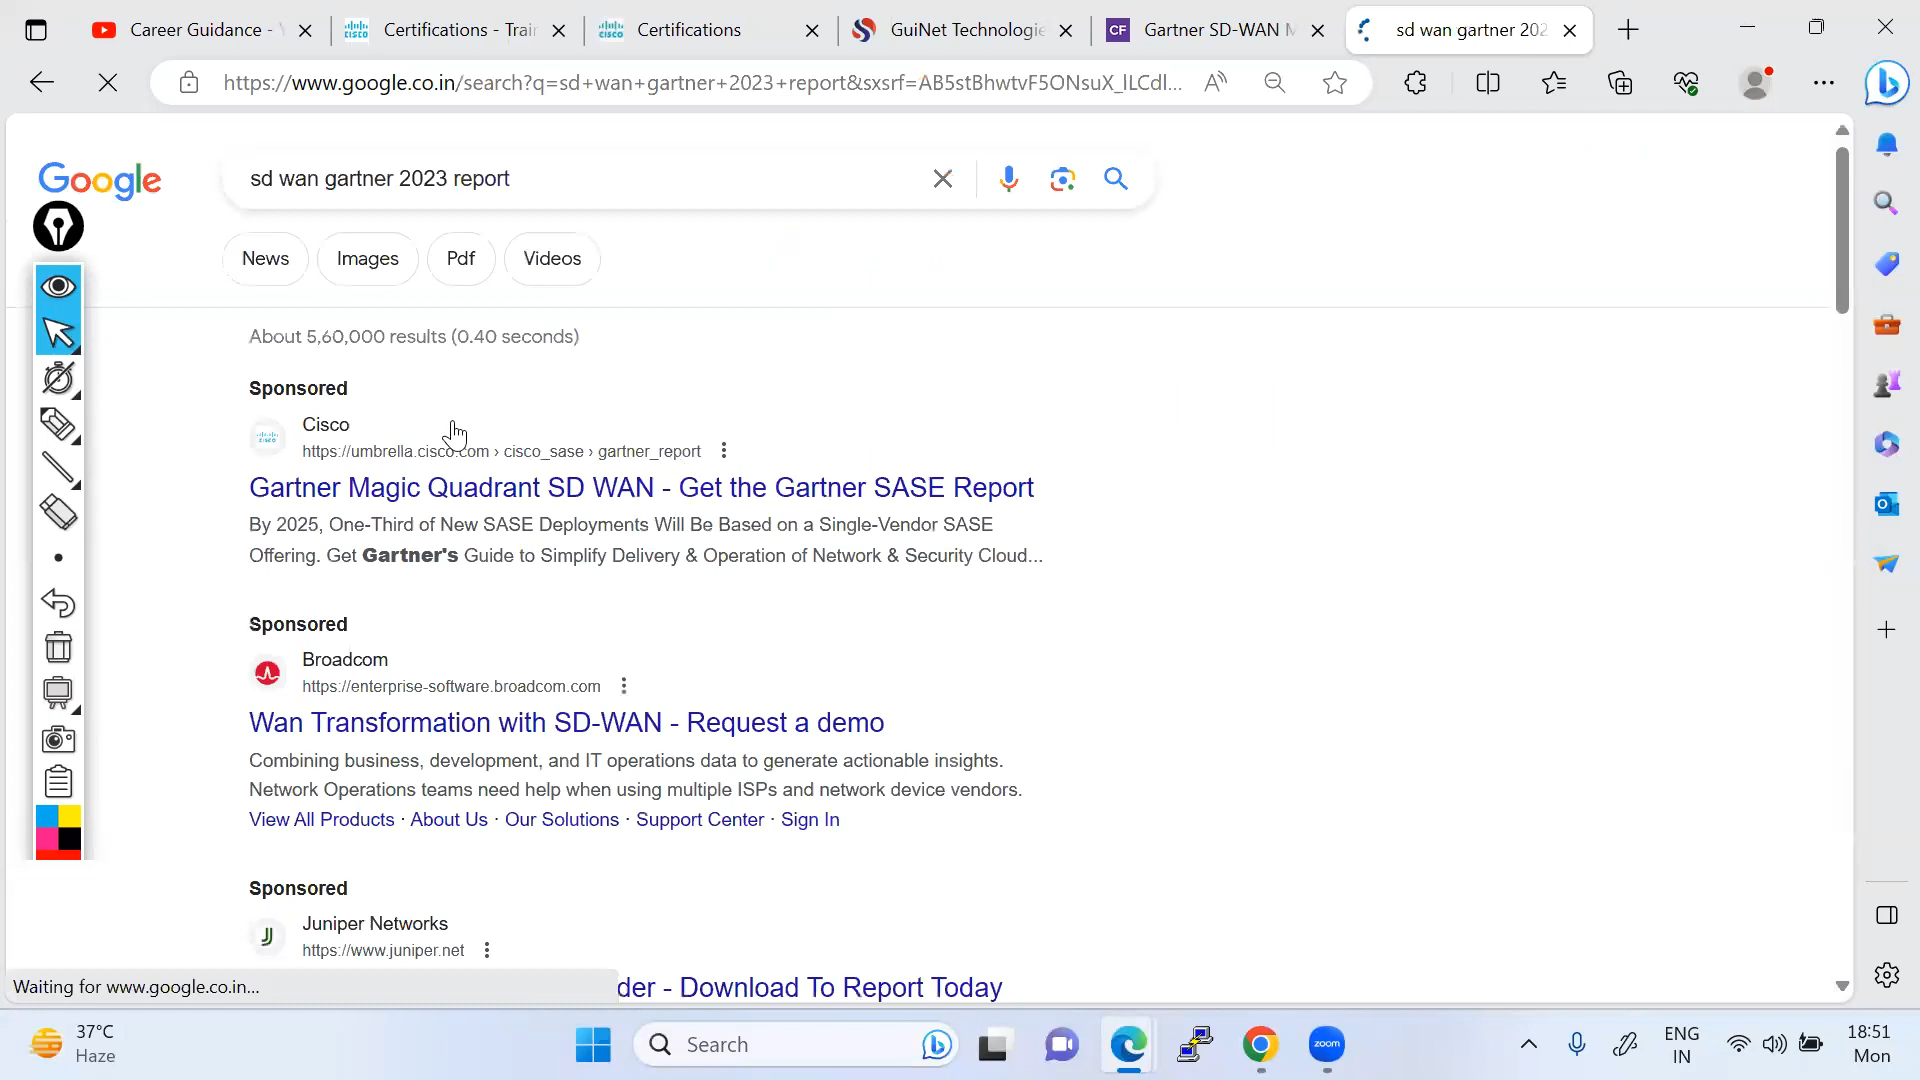 Career Guidance - Y
Certifications - Train
Certifications
GuiNet Technologie
CF
Gartner SD-WAN M
sd wan gartner 202
https://www.google.co.in/search?q=sd+wan+gartner+2023+report&sxsrf=AB5stBhwtvF5ONsuX_lLCdl...
Google
sd wan gartner 2023 report
News
Images
Pdf
Videos
About 5,60,000 results (0.40 seconds)
Sponsored
Cisco
https://umbrella.cisco.com › cisco_sase › gartner_report
Gartner Magic Quadrant SD WAN - Get the Gartner SASE Report
By 2025, One-Third of New SASE Deployments Will Be Based on a Single-Vendor SASE
Offering. Get Gartner's Guide to Simplify Delivery & Operation of Network & Security Cloud...
Sponsored
Broadcom
https://enterprise-software.broadcom.com
Wan Transformation with SD-WAN - Request a demo
Combining business, development, and IT operations data to generate actionable insights.
Network Operations teams need help when using multiple ISPs and network device vendors.
View All Products · About Us · Our Solutions · Support Center · Sign In
Sponsored
Juniper Networks
https://www.juniper.net
der - Download To Report Today
Waiting for www.google.co.in...
37°C
Haze
Search
zoom
ENG
IN
18:51
Mon